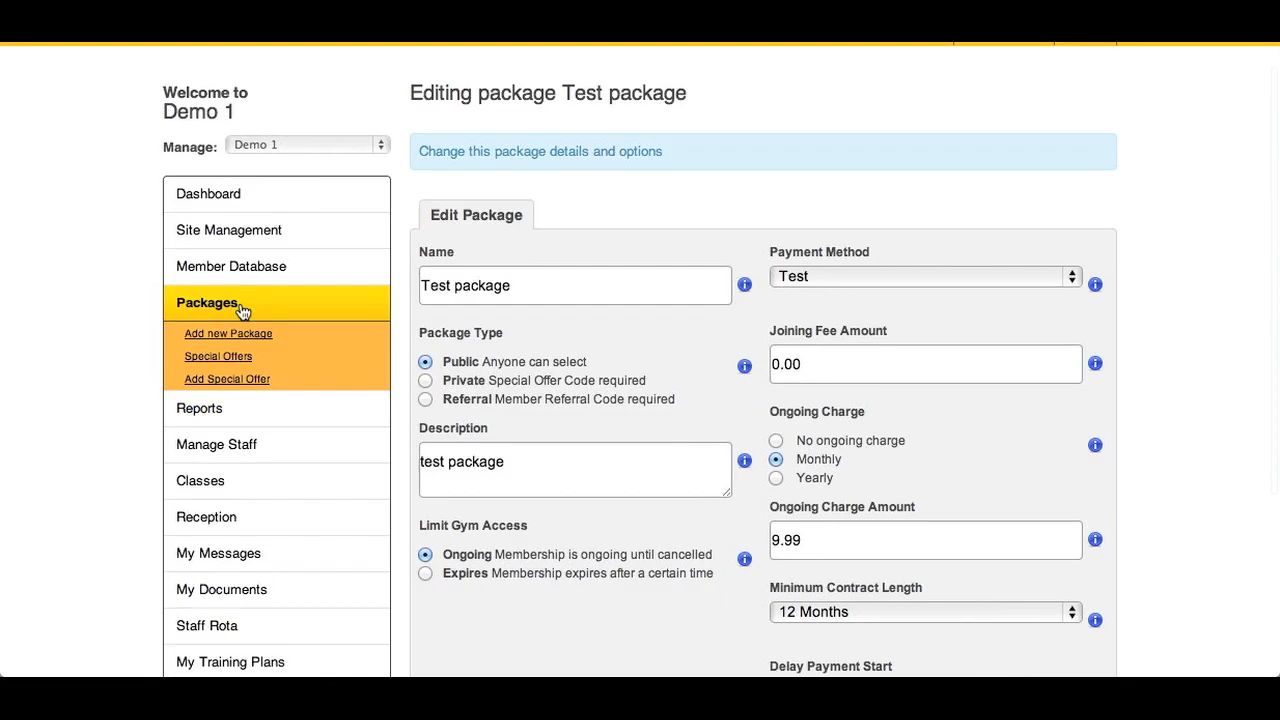 Welcome to
Demo 1
Manage: Demo 1
Dashboard
Site Management
Member Database
Packages
Add new Package
Special Offers
Add Special Offer
Reports
Manage Staff
Classes
Reception
My Messages
My Documents
Staff Rota
My Training Plans
Editing package Test package
Change this package details and options
Edit Package
Name
Test package
Package Type
Public Anyone can select
Private Special Offer Code required
Referral Member Referral Code required
Description
test package
Limit Gym Access
Ongoing Membership is ongoing until cancelled
Expires Membership expires after a certain time
Payment Method
Test
Joining Fee Amount
0.00
Ongoing Charge
No ongoing charge
Monthly
Yearly
Ongoing Charge Amount
9.99
Minimum Contract Length
12 Months
Delay Payment Start